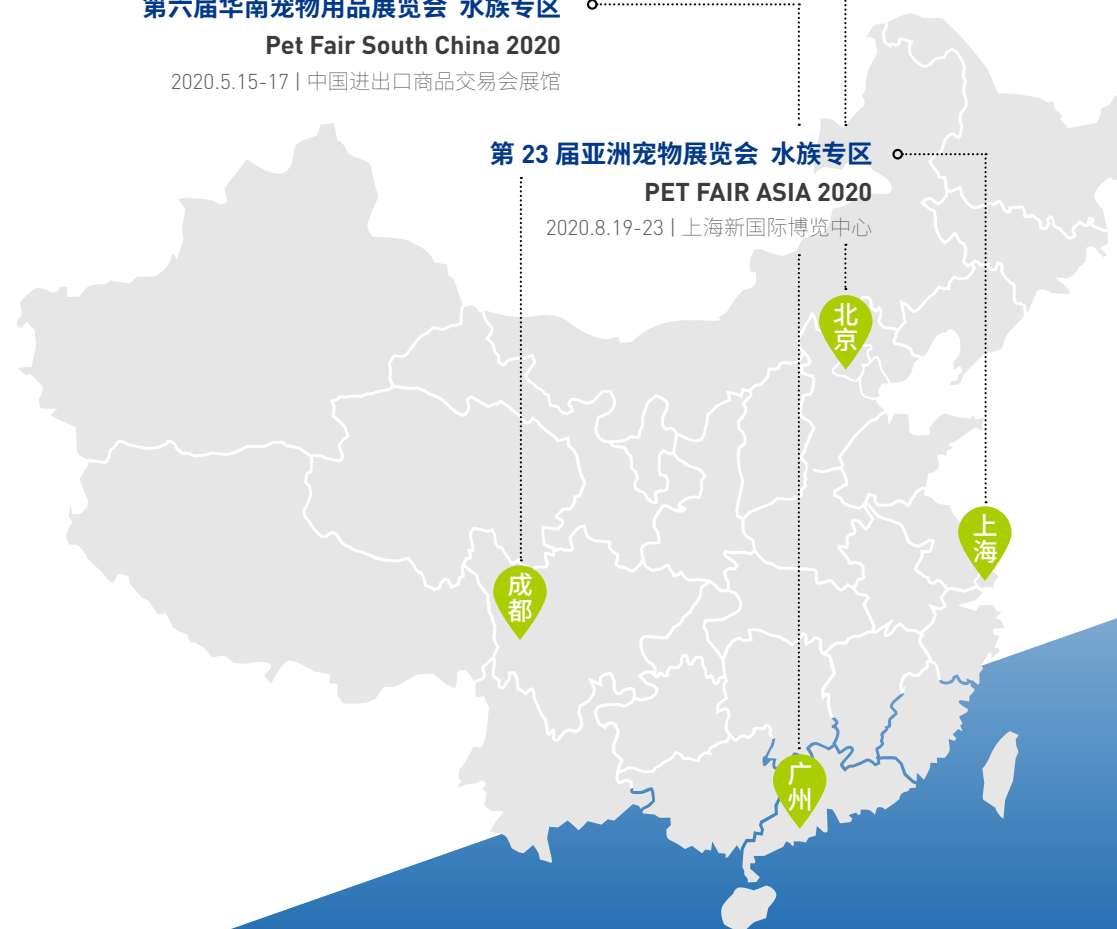 第六届华南宠物用品展览会 水族专区
Pet Fair South China 2020
2020.5.15-17 | 中国进出口商品交易会展馆
第 23 届亚洲宠物展览会 水族专区
PET FAIR ASIA 2020
2020.8.19-23 | 上海新国际博览中心
北京
上海
成都
广州